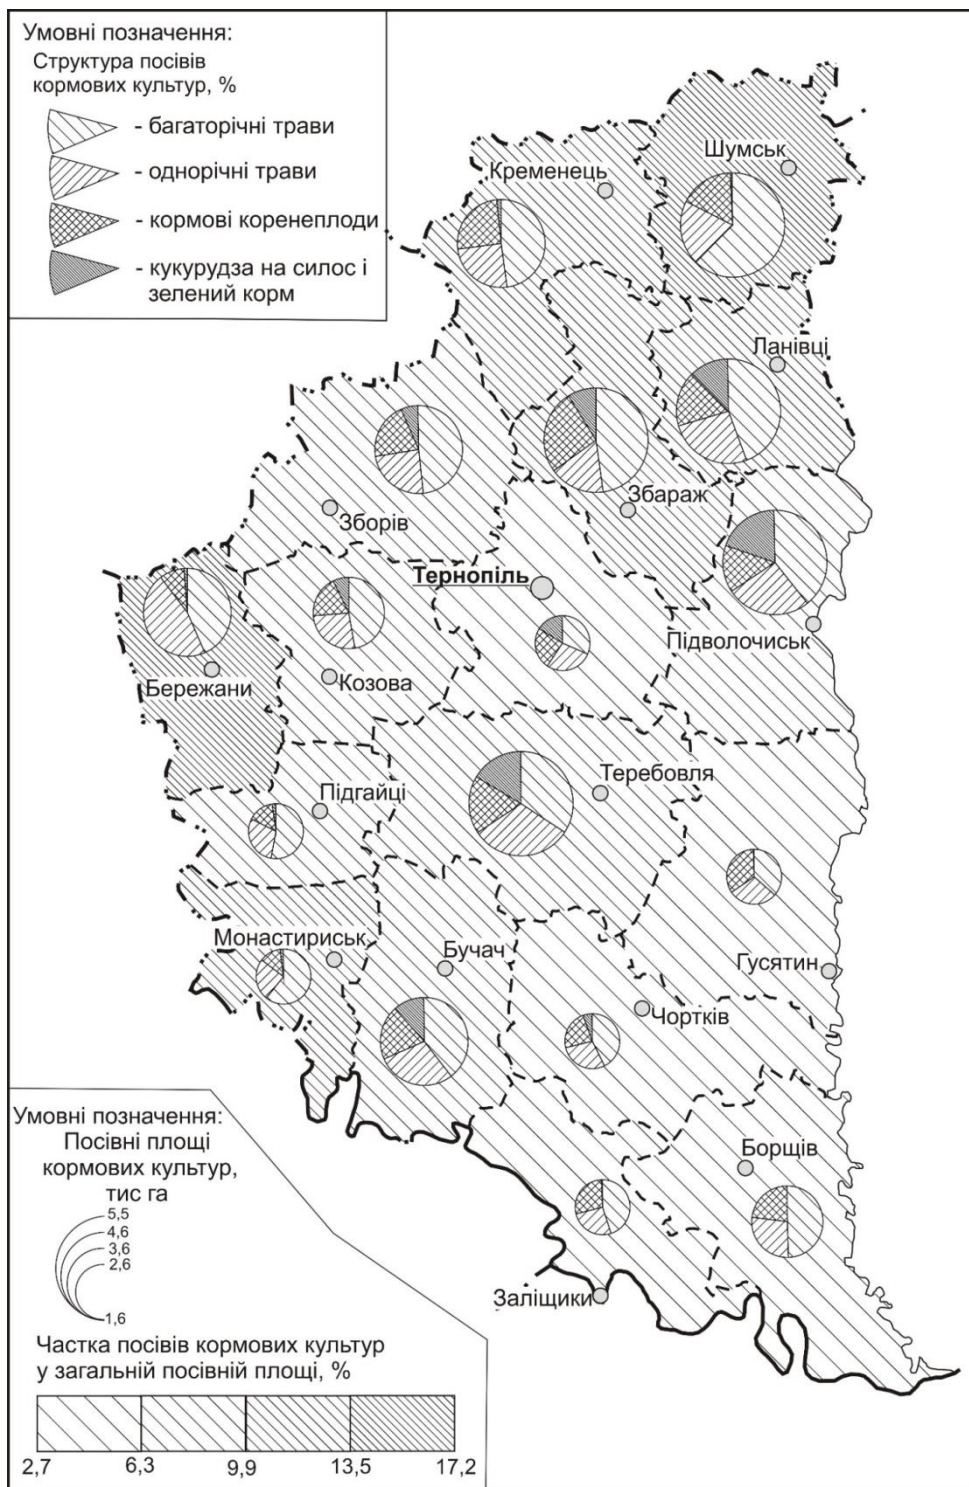 Умовні позначення:
Структура посівів
кормових культур, %
- багаторічні трави
- однорічні трави
- кормові коренеплоди
- кукурудза на силос і
зелений корм
Шумськ
Кременець
Ланівці
Збараж
Зборів
Тернопіль
Підволочиськ
Бережани
Козова
Теребовля
Підгайці
Монастириськ
Бучач
Гусятин
Чортків
Борщів
Заліщики
Умовні позначення:
Посівні площі
кормових культур,
тис га
5,5
4,6
3,6
2,6
1,6
Частка посівів кормових культур
у загальній посівній площі, %
2,7 6,3 9,9 13,5 17,2